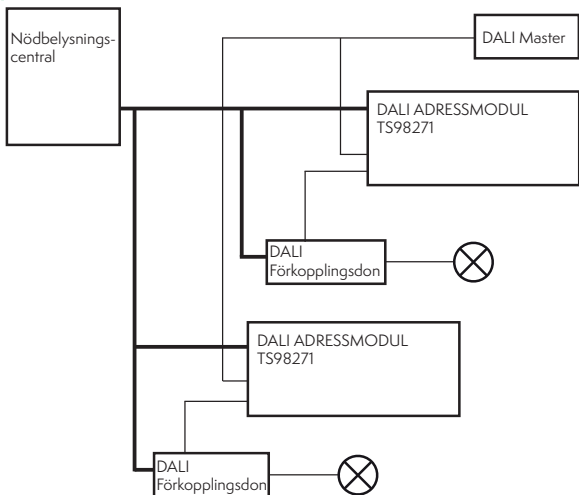 Nödbelysnings-
central
DALI Master
DALI ADRESSMODUL
TS98271
DALI
Förkopplingsdon
DALI ADRESSMODUL
TS98271
DALI
Förkopplingsdon